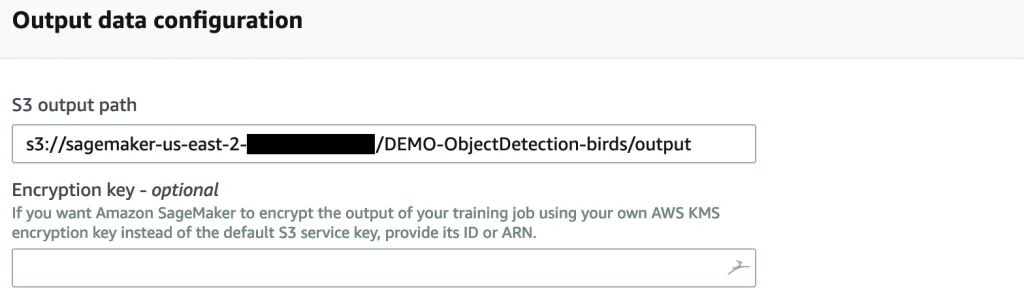 Output data configuration
S3 output path
s3://sagemaker-us-east-2-/DEMO-ObjectDetection-birds/output
Encryption key - optional
If you want Amazon SageMaker to encrypt the output of your training job using your own AWS KMS
encryption key instead of the default S3 service key, provide its ID or ARN.